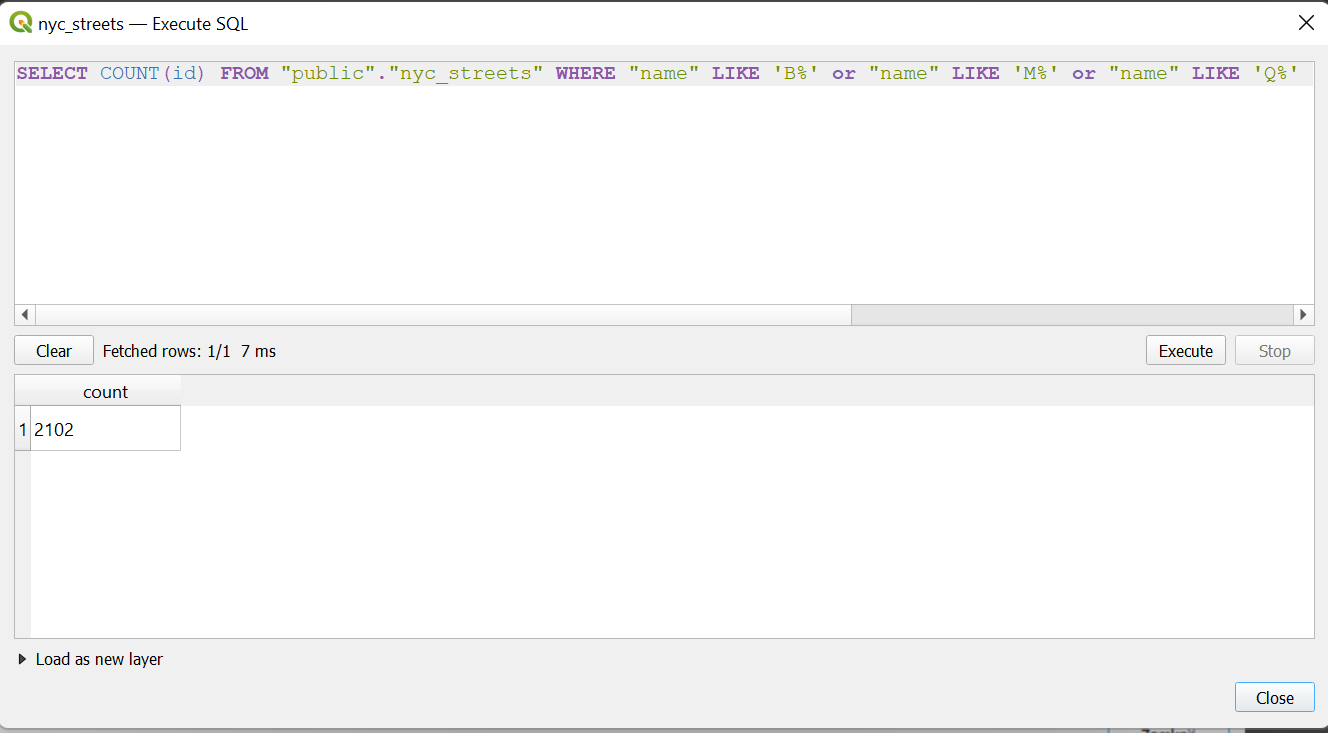 nyc_streets — Execute SQL
SELECT COUNT(id) FROM "public"."nyc_streets" WHERE "name" LIKE 'B%' or "name" LIKE 'M%' or "name" LIKE 'Q%'
Clear Fetched rows: 1/1 7 ms Execute Stop
count
1 2102
Load as new layer
Close